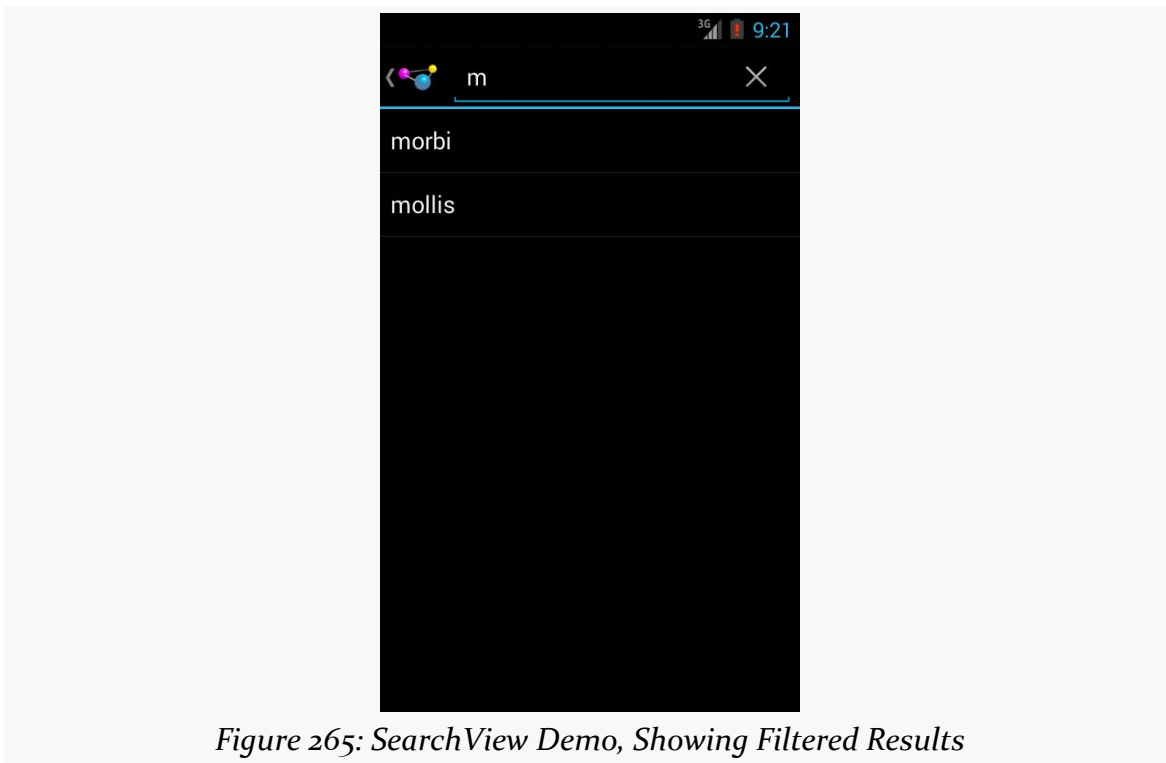 3G 9:21
m
morbi
mollis
Figure 265: SearchView Demo, Showing Filtered Results